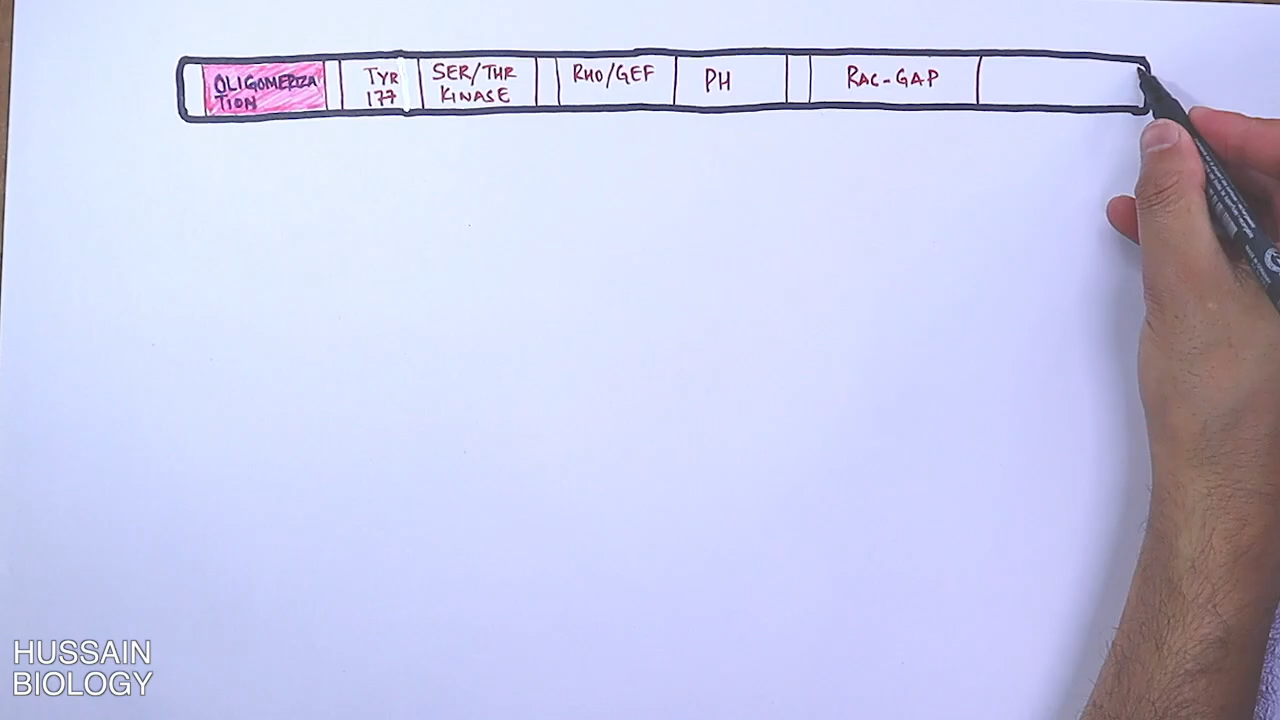 OLIGOMERIZA
TION
TYR
177
SER/THR
KINASE
RHO/GEF
PH
RAC-GAP
HUSSAIN
BIOLOGY